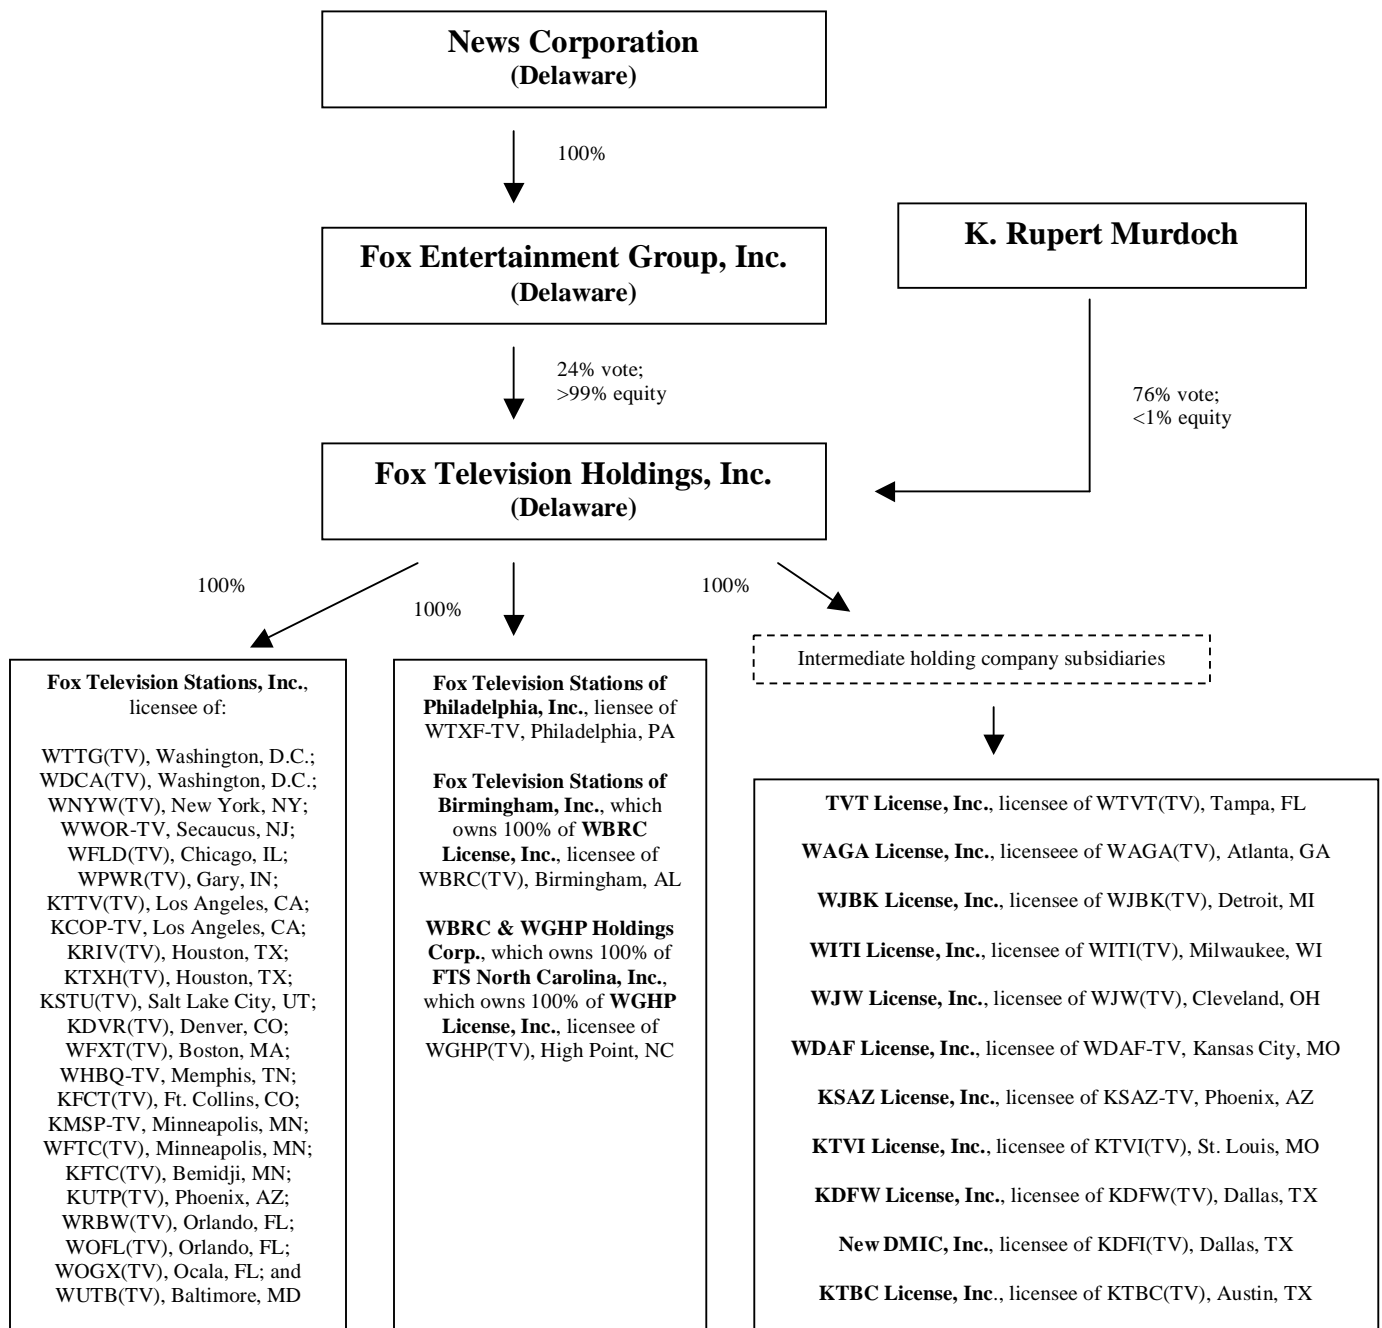 News Corporation
(Delaware)
100%
Fox Entertainment Group, Inc.
(Delaware)
K. Rupert Murdoch
24% vote;
>99% equity
76% vote;
<1% equity
Fox Television Holdings, Inc.
(Delaware)
100%
100%
100%
Intermediate holding company subsidiaries
Fox Television Stations, Inc.,
licensee of:
WTTG(TV), Washington, D.C.;
WDCA(TV), Washington, D.C.;
WNYW(TV), New York, NY;
WWOR-TV, Secaucus, NJ;
WFLD(TV), Chicago, IL;
WPWR(TV), Gary, IN;
KTTV(TV), Los Angeles, CA;
KCOP-TV, Los Angeles, CA;
KRIV(TV), Houston, TX;
KTXH(TV), Houston, TX;
KSTU(TV), Salt Lake City, UT;
KDVR(TV), Denver, CO;
WFXT(TV), Boston, MA;
WHBQ-TV, Memphis, TN;
KFCT(TV), Ft. Collins, CO;
KMSP-TV, Minneapolis, MN;
WFTC(TV), Minneapolis, MN;
KFTC(TV), Bemidji, MN;
KUTP(TV), Phoenix, AZ;
WRBW(TV), Orlando, FL;
WOFL(TV), Orlando, FL;
WOGX(TV), Ocala, FL; and
WUTB(TV), Baltimore, MD
Fox Television Stations of
Philadelphia, Inc., liensee of
WTXF-TV, Philadelphia, PA
Fox Television Stations of
Birmingham, Inc., which
owns 100% of WBRC
License, Inc., licensee of
WBRC(TV), Birmingham, AL
WBRC & WGHP Holdings
Corp., which owns 100% of
FTS North Carolina, Inc.,
which owns 100% of WGHP
License, Inc., licensee of
WGHP(TV), High Point, NC
TVT License, Inc., licensee of WTVT(TV), Tampa, FL
WAGA License, Inc., licenseee of WAGA(TV), Atlanta, GA
WJBK License, Inc., licensee of WJBK(TV), Detroit, MI
WITI License, Inc., licensee of WITI(TV), Milwaukee, WI
WJW License, Inc., licensee of WJW(TV), Cleveland, OH
WDAF License, Inc., licensee of WDAF-TV, Kansas City, MO
KSAZ License, Inc., licensee of KSAZ-TV, Phoenix, AZ
KTVI License, Inc., licensee of KTVI(TV), St. Louis, MO
KDFW License, Inc., licensee of KDFW(TV), Dallas, TX
New DMIC, Inc., licensee of KDFI(TV), Dallas, TX
KTBC License, Inc., licensee of KTBC(TV), Austin, TX